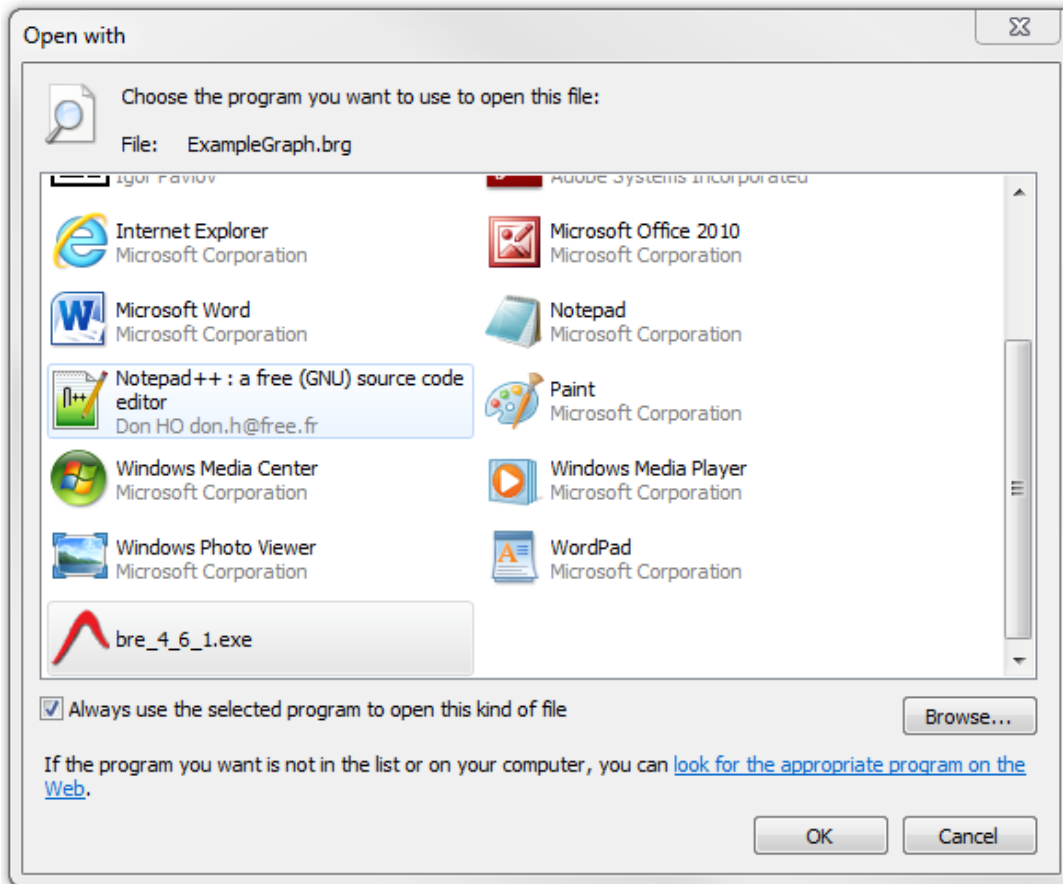 Open with
Choose the program you want to use to open this file:
File: ExampleGraph.brg
Igor Pavlov
Adobe Systems Incorporated
Internet Explorer
Microsoft Corporation
Microsoft Office 2010
Microsoft Corporation
Microsoft Word
Microsoft Corporation
Notepad
Microsoft Corporation
Notepad++ : a free (GNU) source code
editor
Don HO don.h@free.fr
Paint
Microsoft Corporation
Windows Media Center
Microsoft Corporation
Windows Media Player
Microsoft Corporation
Windows Photo Viewer
Microsoft Corporation
WordPad
Microsoft Corporation
bre_4_6_1.exe
Always use the selected program to open this kind of file
Browse...
If the program you want is not in the list or on your computer, you can look for the appropriate program on the
Web.
OK
Cancel